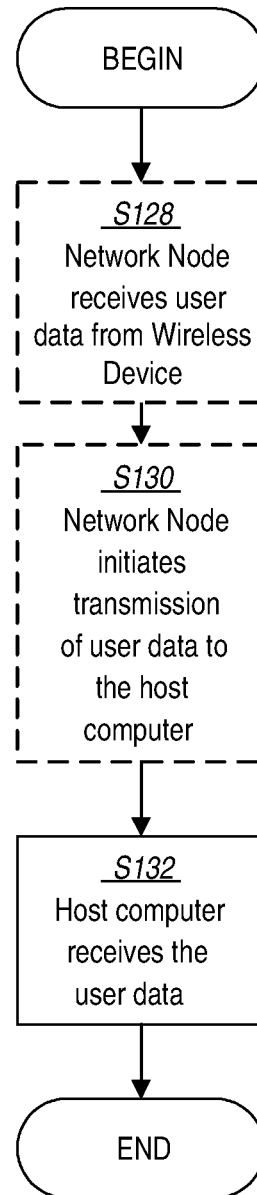 BEGIN
S128
Network Node
receives user
data from Wireless
Device
S130
Network Node
initiates
transmission
of user data to
the host
computer
S132
Host computer
receives the
user data
END